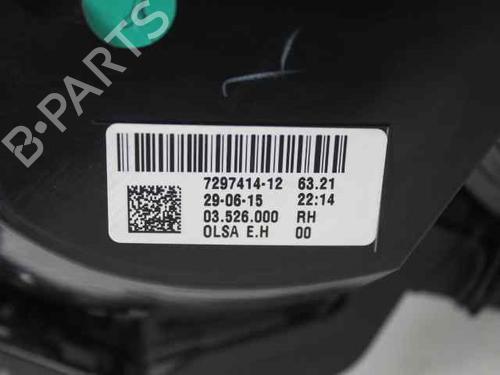 B-PARTS
7297414-12 63.21
29-06-15 22:14
03.526.000 RH
OLSA E.H 00